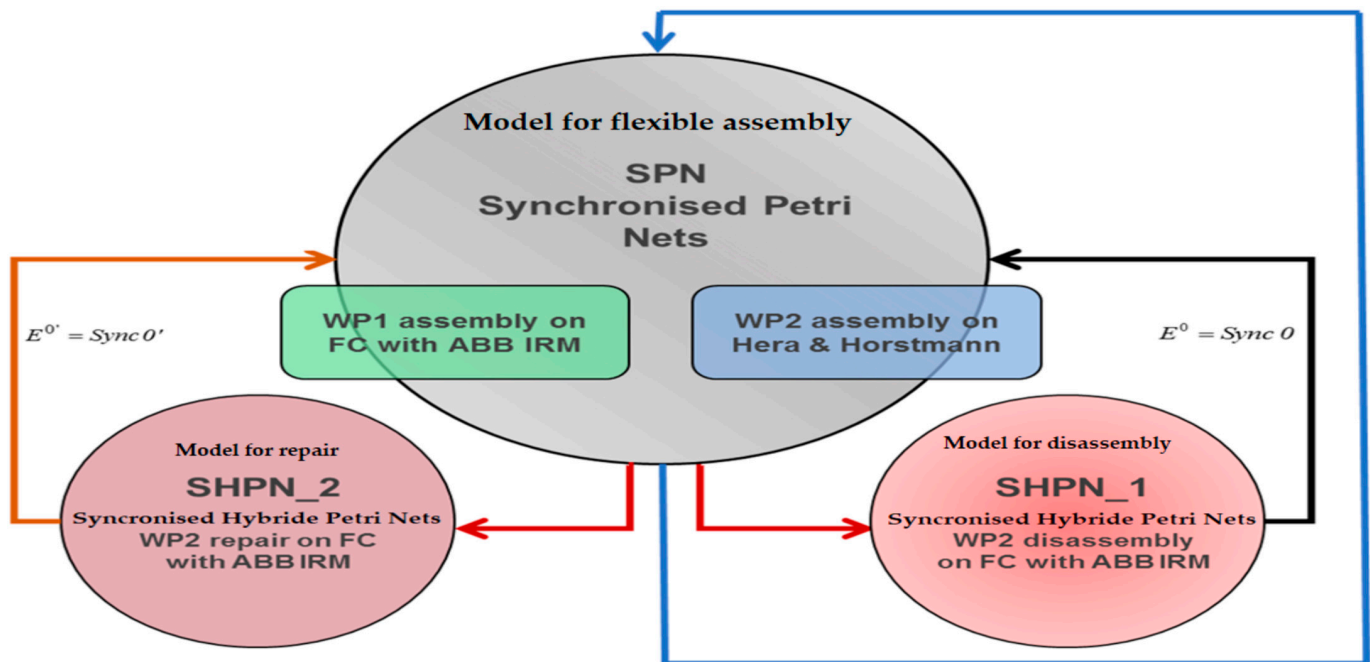 Model for flexible assembly
SPN
Synchronised Petri
Nets
WP1 assembly on
FC with ABB IRM
WP2 assembly on
Hera & Horstmann
E^0' = Sync 0'
E^0 = Sync 0
Model for repair
SHPN_2
Syncronised Hybride Petri Nets
WP2 repair on FC
with ABB IRM
Model for disassembly
SHPN_1
Syncronised Hybride Petri Nets
WP2 disassembly
on FC with ABB IRM